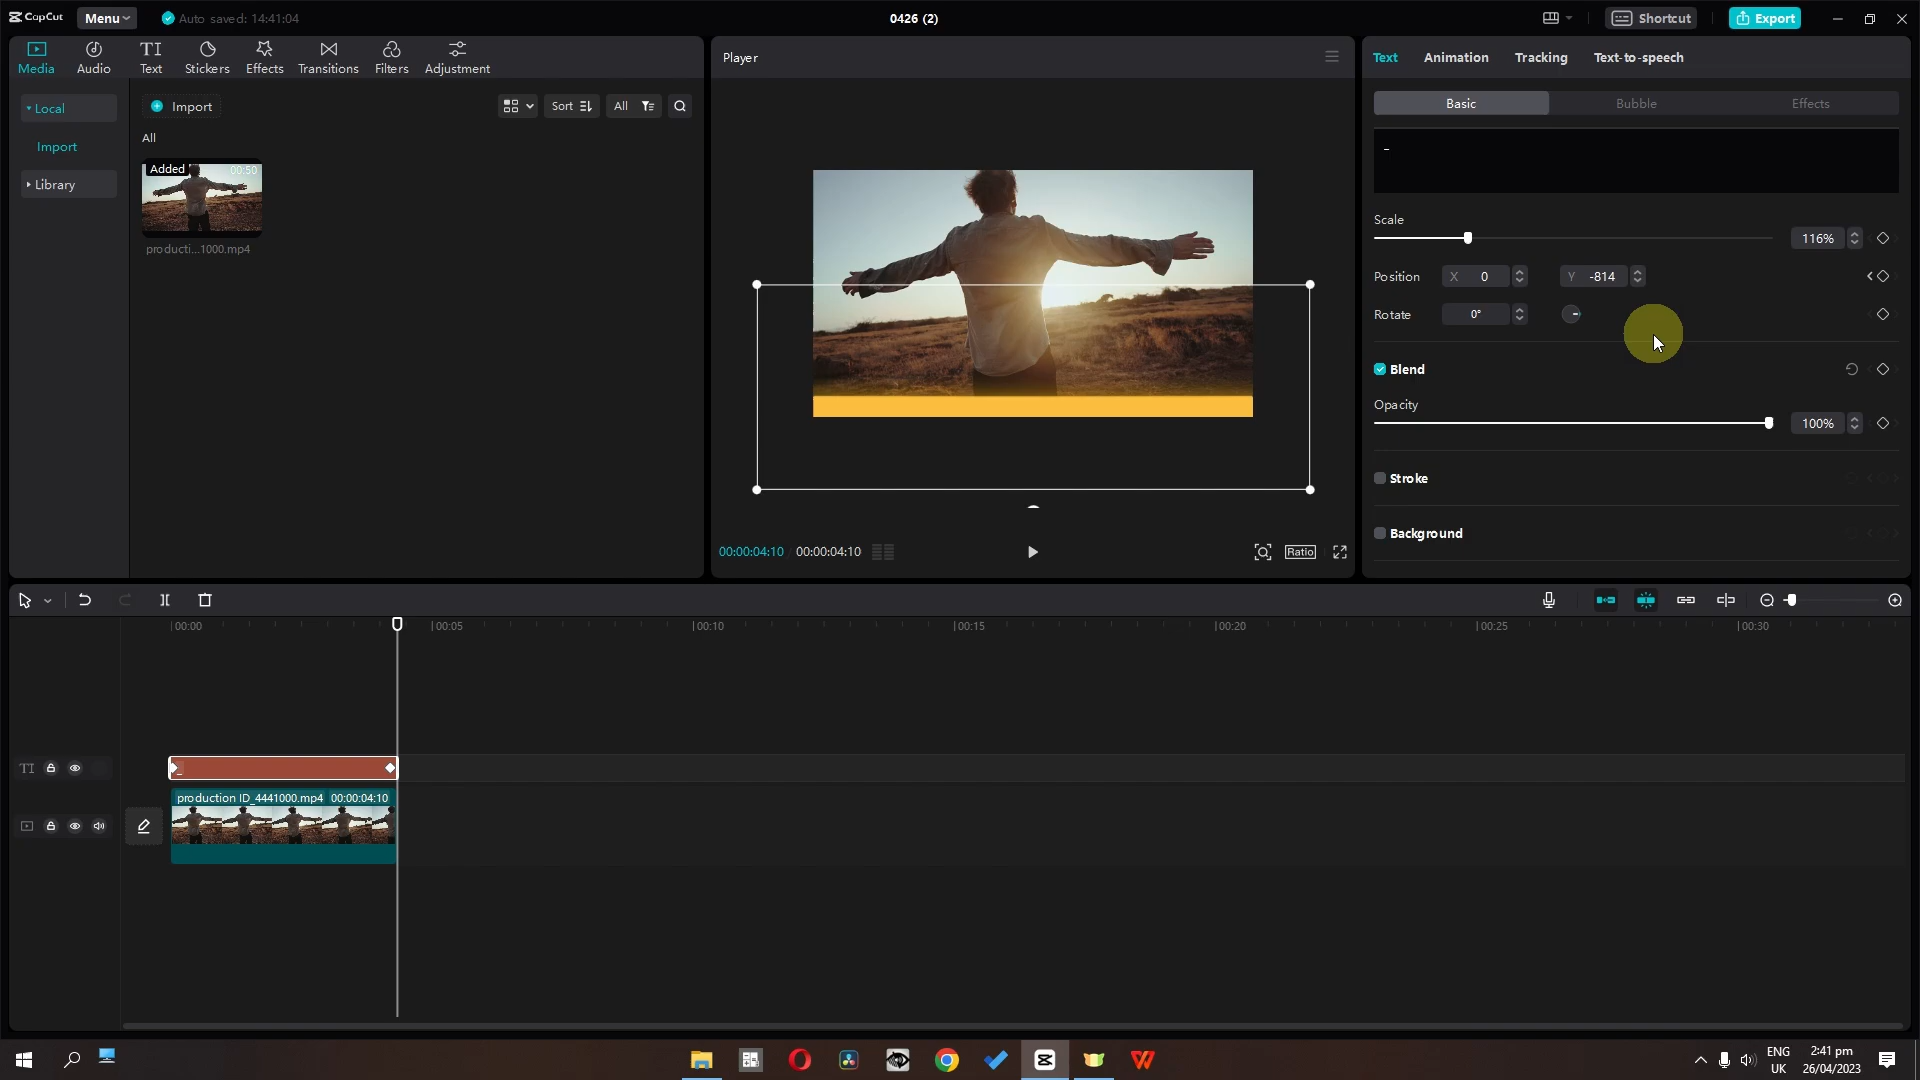 CapCut Menu Auto saved: 14:41:04 0426 (2) Shortcut Export
Media Audio Text Stickers Effects Transitions Filters Adjustment
Player
Text Animation Tracking Text-to-speech
Local
Import
Library
Import Sort All
All
Added 00:50
producti...1000.mp4
Basic Bubble Effects
_
Scale
116%
Position X 0 Y -814
Rotate 0°
Blend
Opacity
100%
Stroke
Background
00:00:04:10 00:00:04:10 Ratio
00:00 00:05 00:10 00:15 00:20 00:25 00:30
TI _
production ID_4441000.mp4 00:00:04:10
ENG
UK
2:41 pm
26/04/2023